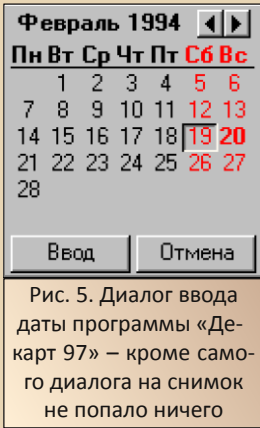 Февраль 1994
Пн Вт Ср Чт Пт Сб Вс
1 2 3 4 5 6
7 8 9 10 11 12 13
14 15 16 17 18 19 20
21 22 23 24 25 26 27
28
Ввод Отмена
Рис. 5. Диалог ввода
даты программы «Де-
карт 97» – кроме само-
го диалога на снимок
не попало ничего